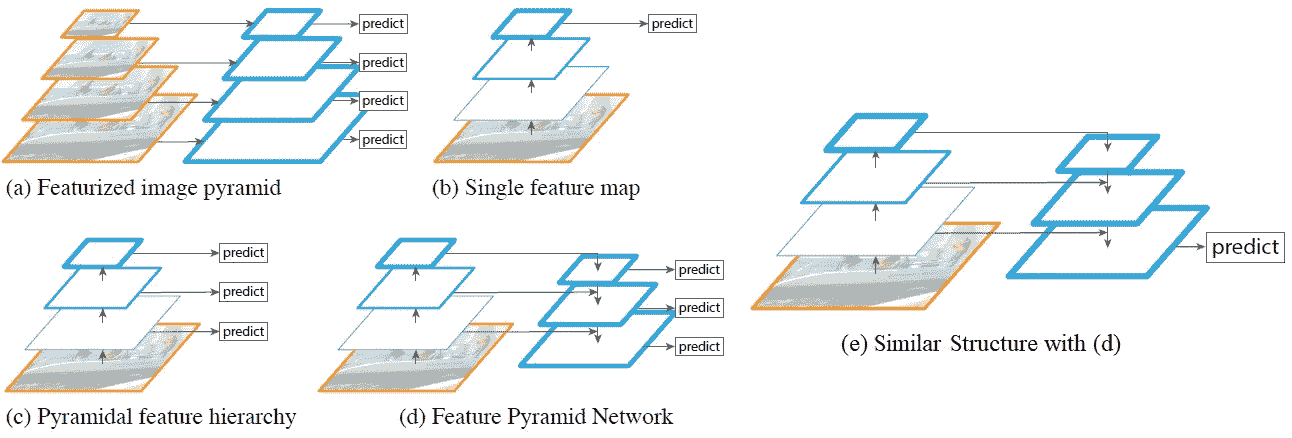 predict
predict
predict
predict
(a) Featurized image pyramid
predict
(b) Single feature map
predict
predict
predict
(c) Pyramidal feature hierarchy
predict
predict
predict
(d) Feature Pyramid Network
predict
(e) Similar Structure with (d)